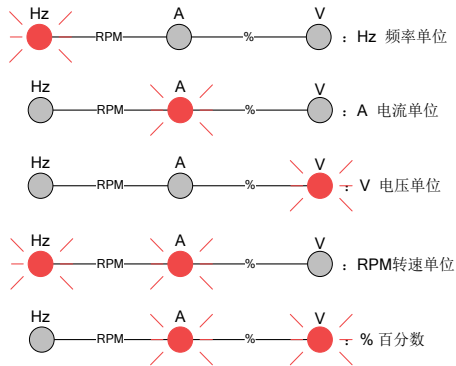 Hz A V
RPM % ：Hz 频率单位
Hz A V
RPM % ：A 电流单位
Hz A V
RPM % ：V 电压单位
Hz A V
RPM % ：RPM转速单位
Hz A V
RPM % ：% 百分数